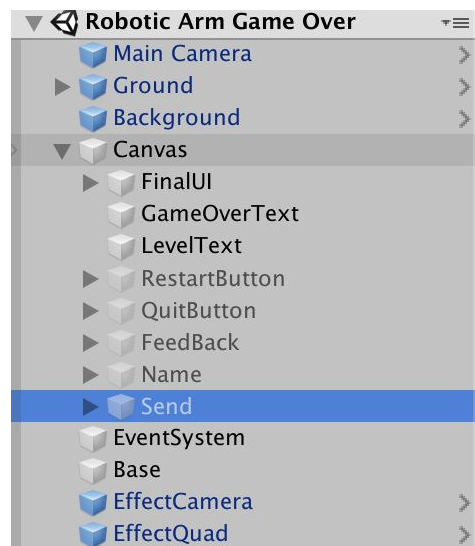 Robotic Arm Game Over
Main Camera
Ground
Background
Canvas
FinalUI
GameOverText
LevelText
RestartButton
QuitButton
FeedBack
Name
Send
EventSystem
Base
EffectCamera
EffectQuad